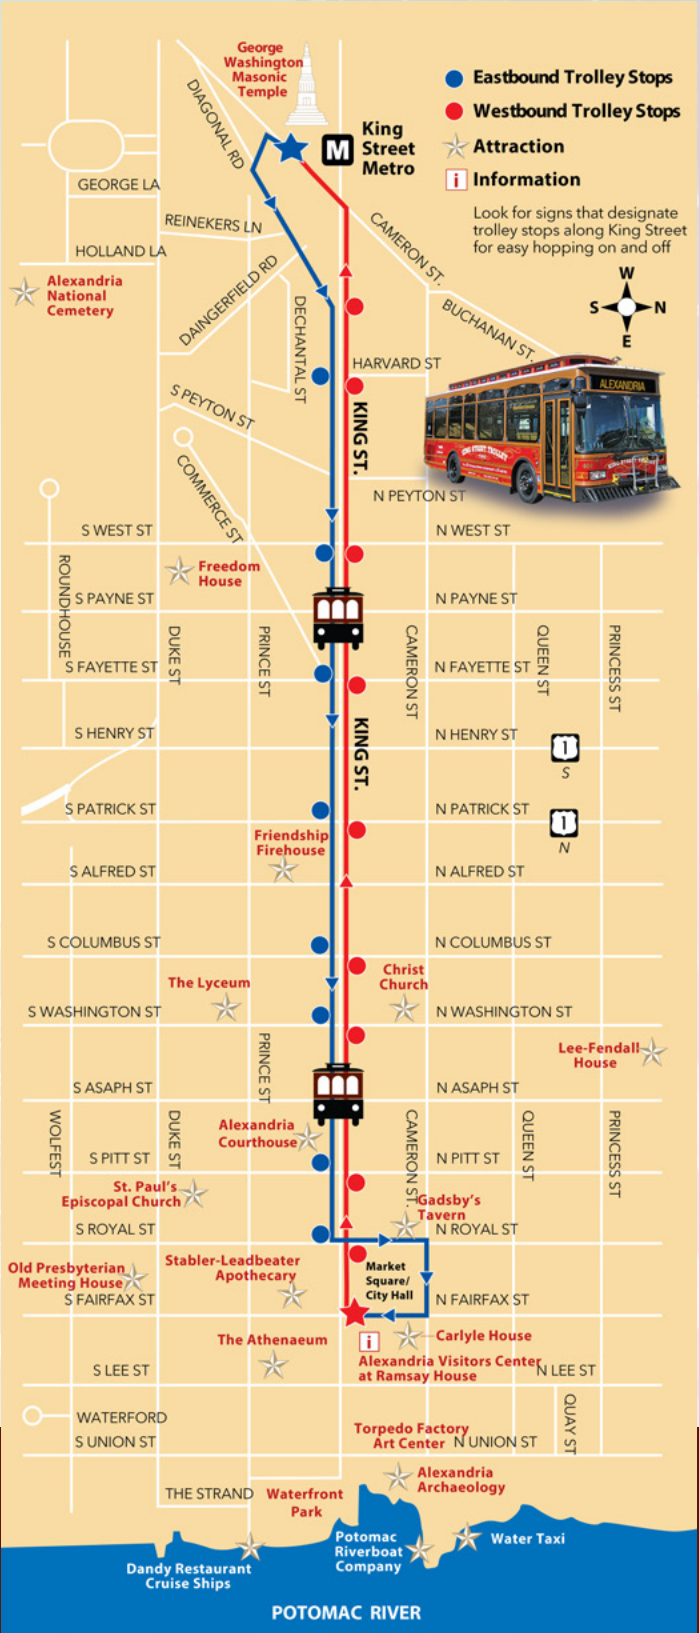 George
Washington
Masonic
Temple
Eastbound Trolley Stops
Westbound Trolley Stops
Attraction
i Information
Look for signs that designate
trolley stops along King Street
for easy hopping on and off
M
King
Street
Metro
DIAGONAL RD
GEORGE LA
REINEKERS LN
HOLLAND LA
CAMERON ST.
W
S
N
E
Alexandria
National
Cemetery
DAINGERFIELD RD
DECHANTAL ST
BUCHANAN ST.
HARVARD ST
ALEXANDRIA
KING STREET TROLLEY
S PEYTON ST
KING ST.
COMMERCE ST
N PEYTON ST
S WEST ST
N WEST ST
ROUNDHOUSE
Freedom
House
S PAYNE ST
N PAYNE ST
DUKE ST
PRINCE ST
CAMERON ST
QUEEN ST
PRINCESS ST
S FAYETTE ST
N FAYETTE ST
KING ST.
S HENRY ST
N HENRY ST
1
S
S PATRICK ST
N PATRICK ST
1
N
Friendship
Firehouse
S ALFRED ST
N ALFRED ST
S COLUMBUS ST
N COLUMBUS ST
The Lyceum
Christ
Church
S WASHINGTON ST
N WASHINGTON ST
PRINCE ST
Lee-Fendall
House
S ASAPH ST
N ASAPH ST
WOLFEST
DUKE ST
Alexandria
Courthouse
CAMERON ST.
QUEEN ST
PRINCESS ST
S PITT ST
N PITT ST
St. Paul's
Episcopal Church
Gadsby's
Tavern
S ROYAL ST
N ROYAL ST
Old Presbyterian
Meeting House
Stabler-Leadbeater
Apothecary
Market
Square/
City Hall
S FAIRFAX ST
N FAIRFAX ST
The Athenaeum
i
Carlyle House
Alexandria Visitors Center
at Ramsay House
S LEE ST
N LEE ST
WATERFORD
QUAY ST
S UNION ST
Torpedo Factory
Art Center
N UNION ST
THE STRAND
Waterfront
Park
Alexandria
Archaeology
Dandy Restaurant
Cruise Ships
Potomac
Riverboat
Company
Water Taxi
POTOMAC RIVER